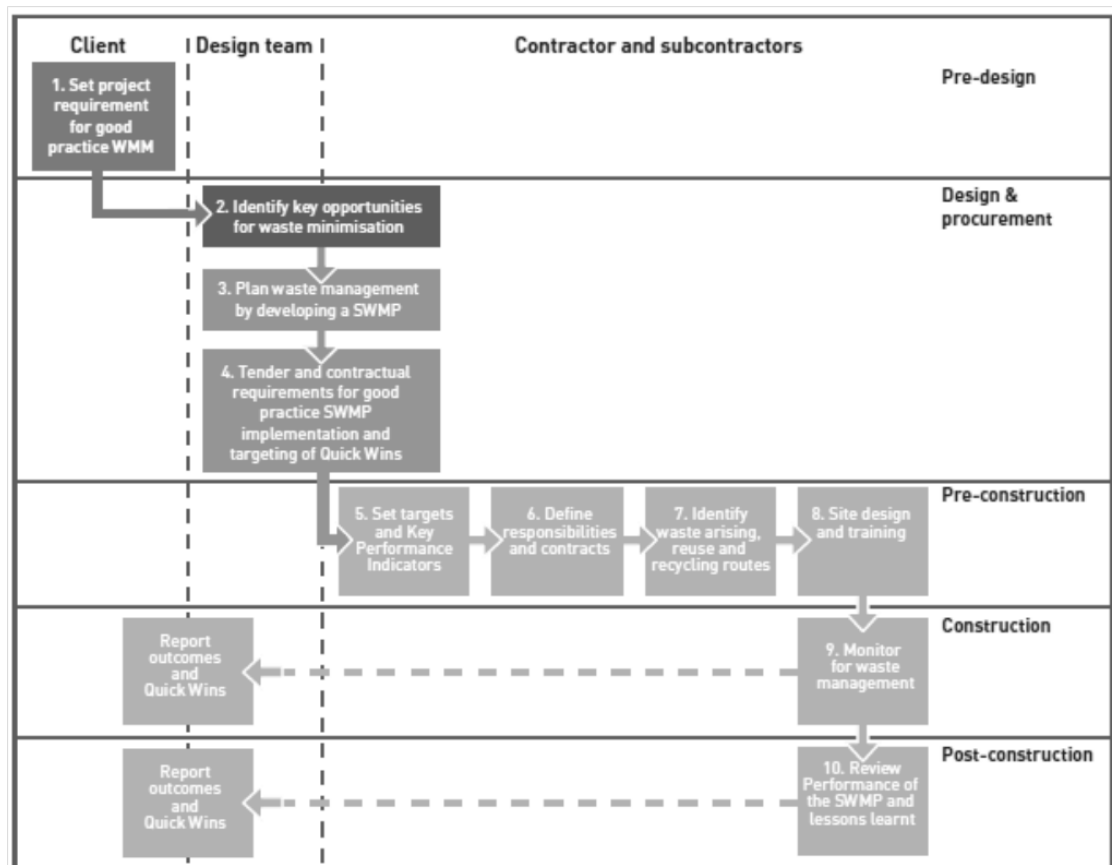 Client
Design team
Contractor and subcontractors
Pre-design
1. Set project
requirement
for good
practice WMM
Design &
procurement
2. Identify key opportunities
for waste minimisation
3. Plan waste management
by developing a SWMP
4. Tender and contractual
requirements for good
practice SWMP
implementation and
targeting of Quick Wins
Pre-construction
5. Set targets
and Key
Performance
Indicators
6. Define
responsibilities
and contracts
7. Identify
waste arising,
reuse and
recycling routes
8. Site design
and training
Construction
Report
outcomes
and
Quick Wins
9. Monitor
for waste
management
Post-construction
Report
outcomes
and
Quick Wins
10. Review
Performance of
the SWMP and
lessons learnt